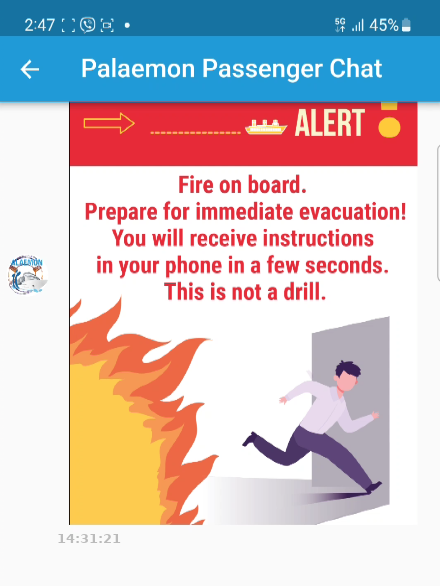 2:47
5G
45%
Palaemon Passenger Chat
ALERT
Fire on board.
Prepare for immediate evacuation!
You will receive instructions
in your phone in a few seconds.
This is not a drill.
PALAEMON
14:31:21